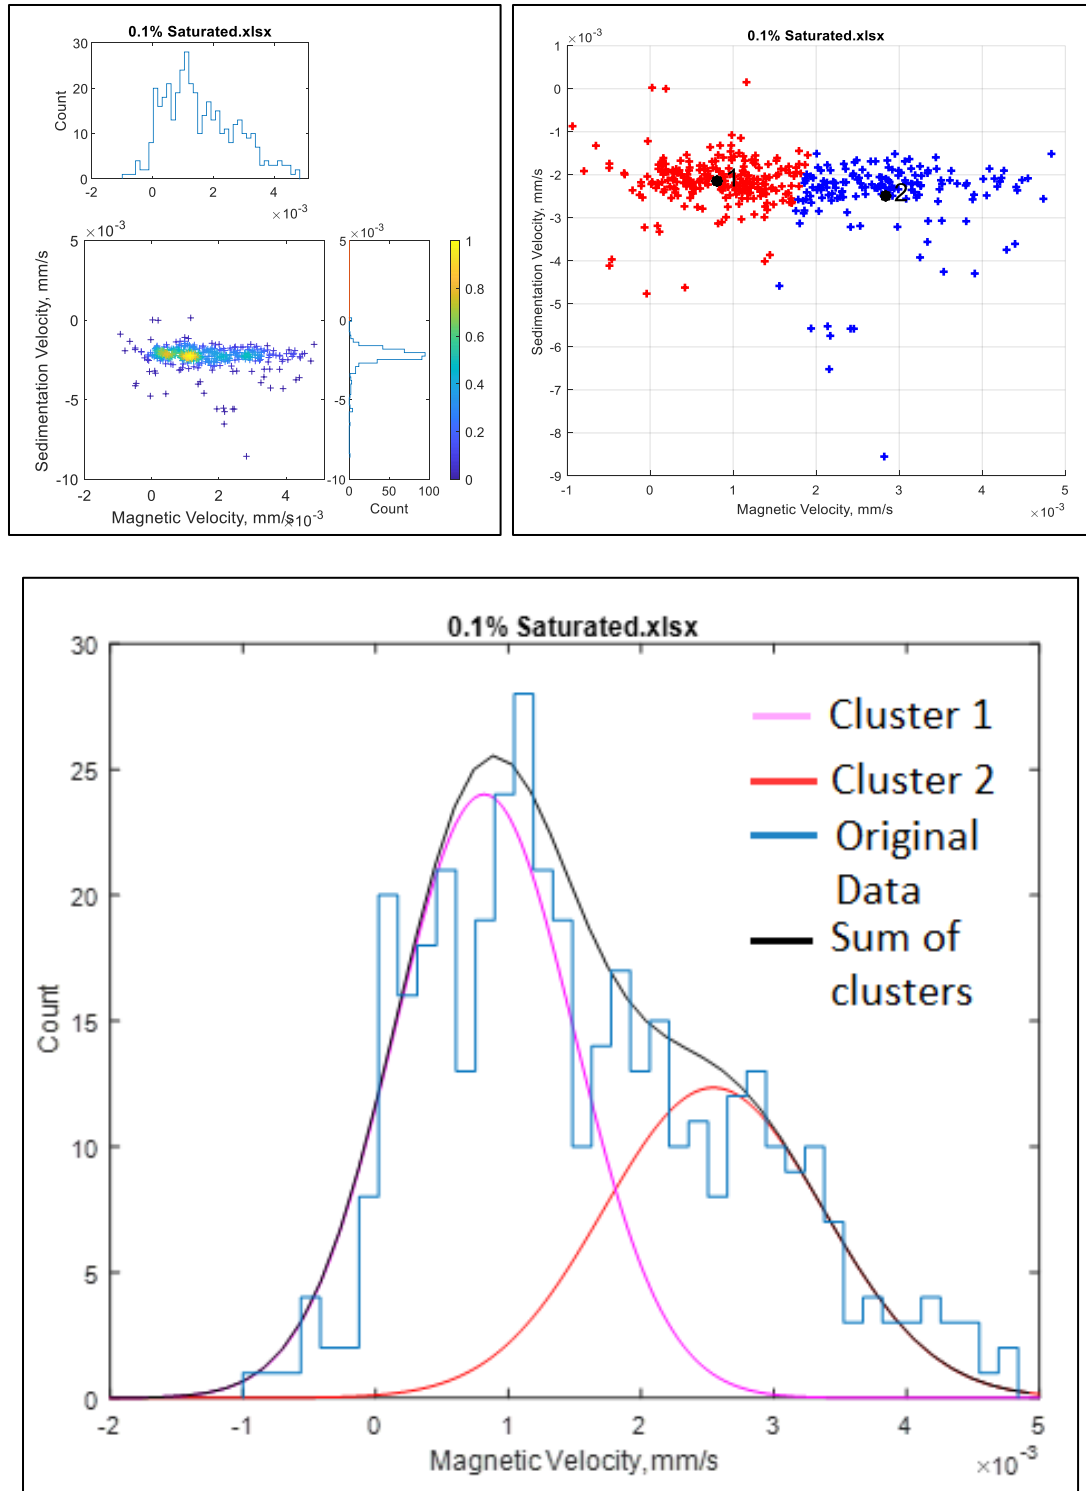 0.1% Saturated.xlsx
30
20
10
0
Count
-2 0 2 4
×10⁻³
×10⁻³
5
0
-5
-10
Sedimentation Velocity, mm/s
-2 0 2 4
Magnetic Velocity, mm/s
×10⁻³
×10⁻³
5
0
-5
-10
0 50 100
Count
1
0.8
0.6
0.4
0.2
0
0.1% Saturated.xlsx
×10⁻³
1
0
-1
-2
-3
-4
-5
-6
-7
-8
-9
Sedimentation Velocity, mm/s
1
2
-1 0 1 2 3 4 5
Magnetic Velocity, mm/s
×10⁻³
0.1% Saturated.xlsx
30
25
20
15
10
5
0
Count
Cluster 1
Cluster 2
Original
Data
Sum of
clusters
-2 -1 0 1 2 3 4 5
Magnetic Velocity, mm/s
×10⁻³